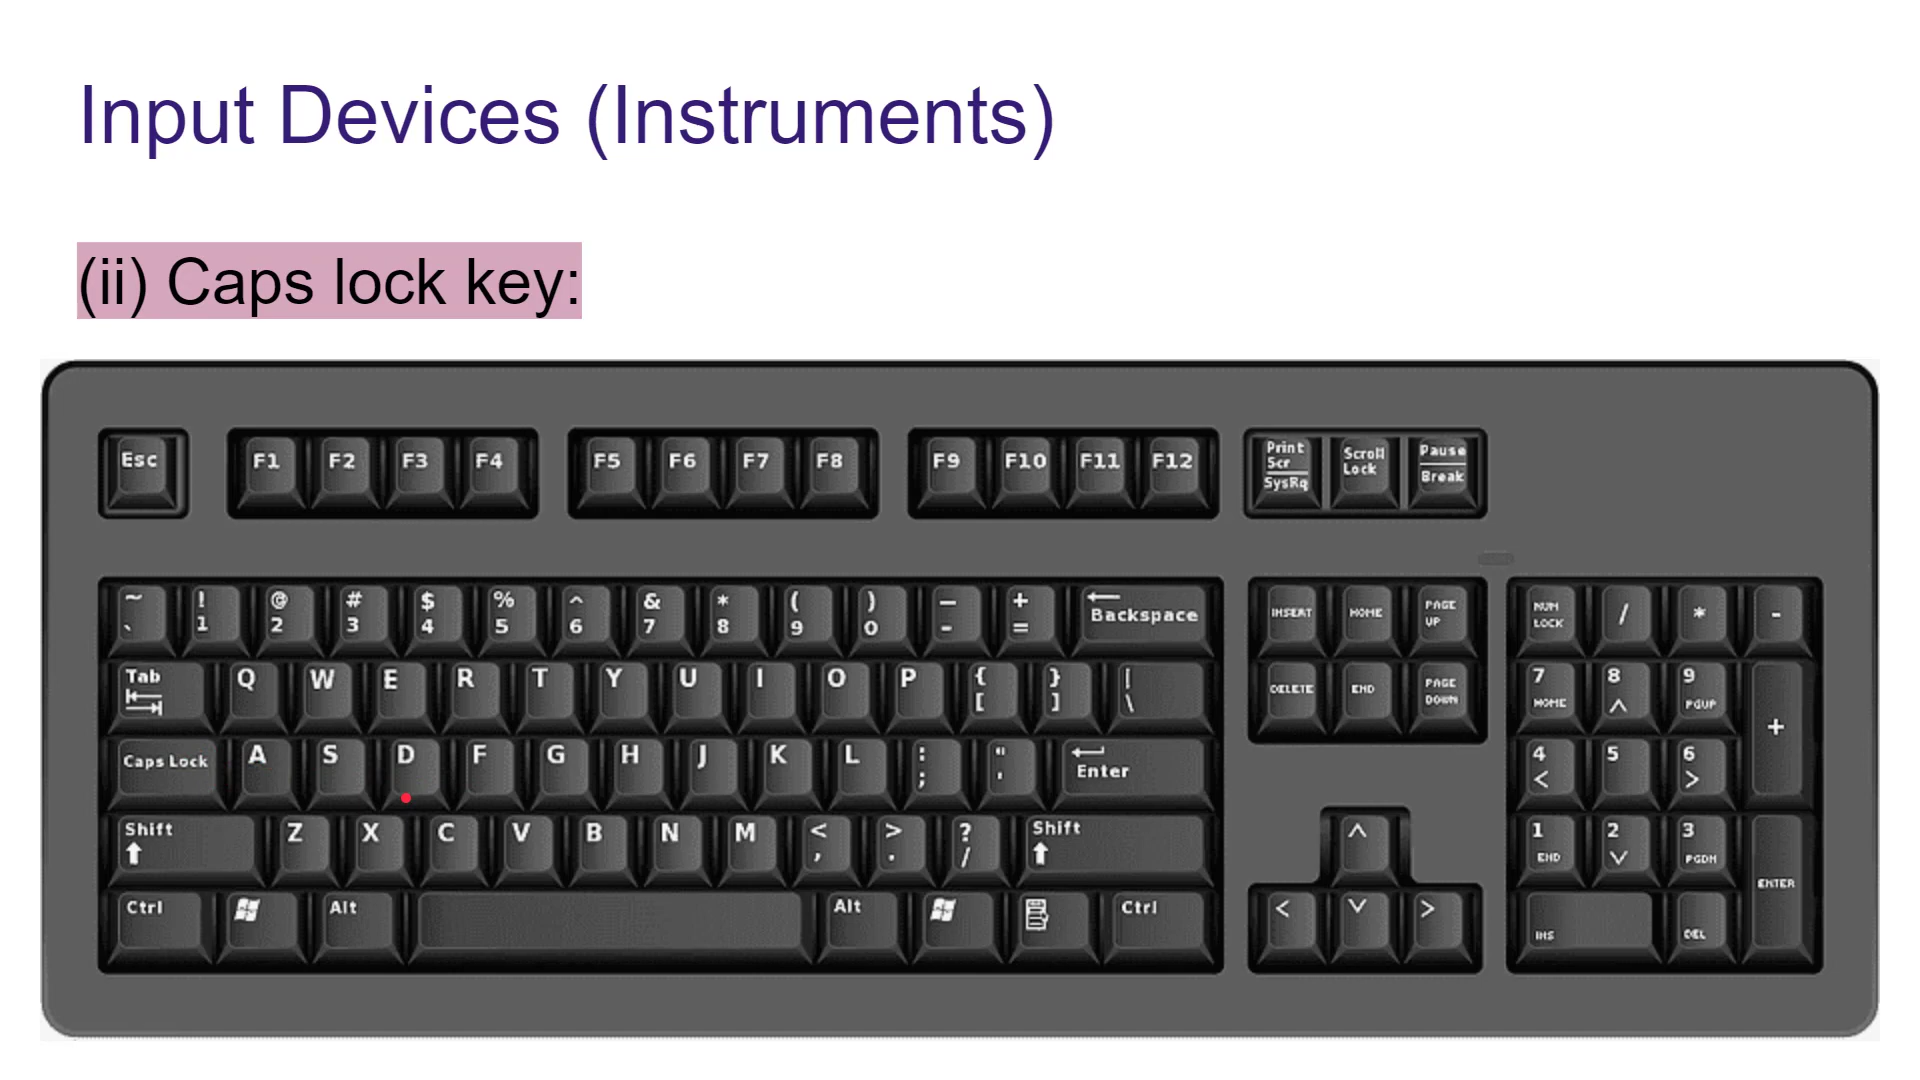 Input Devices (Instruments)
(ii) Caps lock key:
Esc F1 F2 F3 F4 F5 F6 F7 F8 F9 F10 F11 F12 Print Scr SysRq Scroll Lock Pause Break
~ ` ! 1 @ 2 # 3 $ 4 % 5 ^ 6 & 7 * 8 ( 9 ) 0 _ - + = Backspace INSERT HOME PAGE UP NUM LOCK / * -
Tab Q W E R T Y U I O P { [ } ] | \ DELETE END PAGE DOWN 7 HOME 8 ^ 9 PGUP +
Caps Lock A S D F G H J K L : ; " ' Enter 4 < 5 6 >
Shift Z X C V B N M < , > . ? / Shift ^ 1 END 2 v 3 PGDN ENTER
Ctrl Alt Alt Ctrl < v > INS DEL